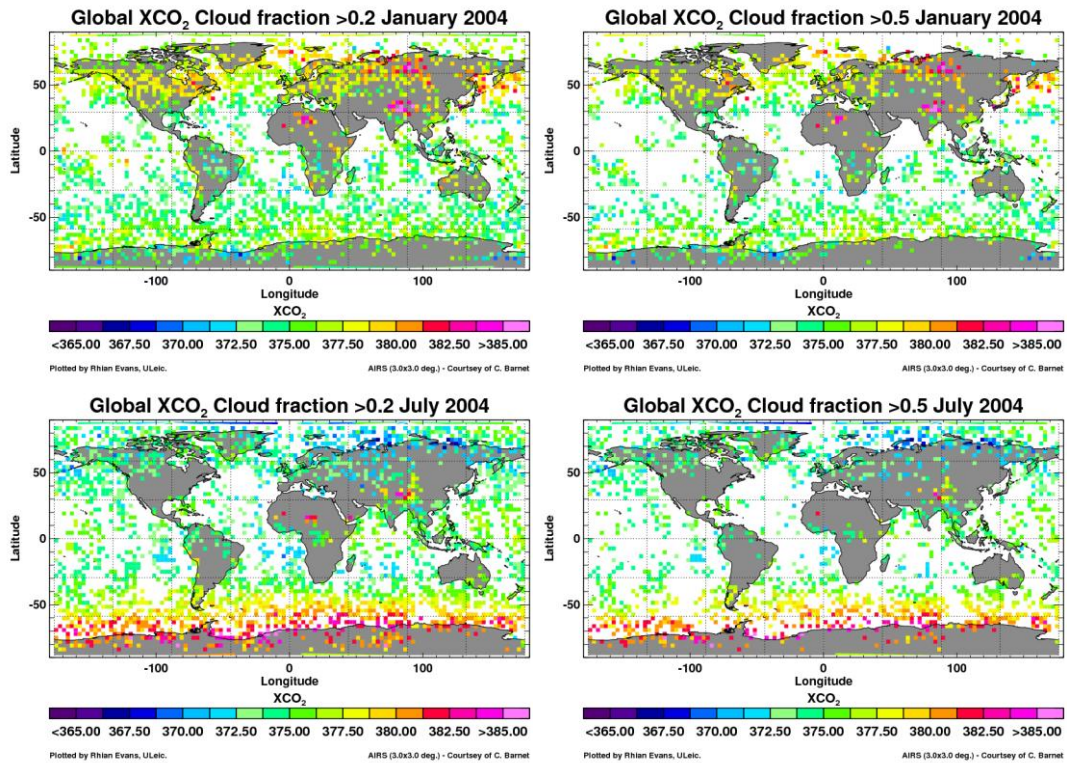 Global XCO2 Cloud fraction >0.2 January 2004
50
0
-50
Latitude
-100 0 100
Longitude
XCO2
<365.00 367.50 370.00 372.50 375.00 377.50 380.00 382.50 >385.00
Plotted by Rhian Evans, ULeic. AIRS (3.0x3.0 deg.) - Courtsey of C. Barnet
Global XCO2 Cloud fraction >0.5 January 2004
50
0
-50
Latitude
-100 0 100
Longitude
XCO2
<365.00 367.50 370.00 372.50 375.00 377.50 380.00 382.50 >385.00
Plotted by Rhian Evans, ULeic. AIRS (3.0x3.0 deg.) - Courtsey of C. Barnet
Global XCO2 Cloud fraction >0.2 July 2004
50
0
-50
Latitude
-100 0 100
Longitude
XCO2
<365.00 367.50 370.00 372.50 375.00 377.50 380.00 382.50 >385.00
Plotted by Rhian Evans, ULeic. AIRS (3.0x3.0 deg.) - Courtsey of C. Barnet
Global XCO2 Cloud fraction >0.5 July 2004
50
0
-50
Latitude
-100 0 100
Longitude
XCO2
<365.00 367.50 370.00 372.50 375.00 377.50 380.00 382.50 >385.00
Plotted by Rhian Evans, ULeic. AIRS (3.0x3.0 deg.) - Courtsey of C. Barnet